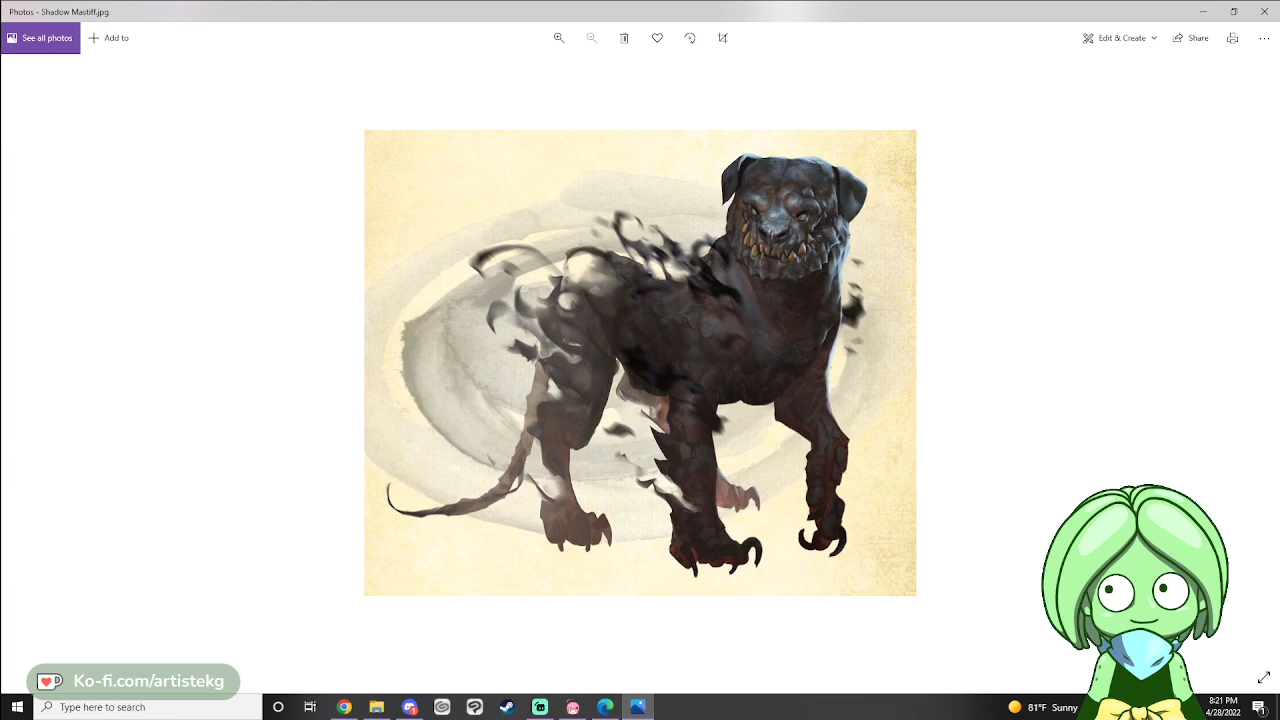 Photos - Shadow Mastiff.jpg
See all photos
Add to
Edit & Create
Share
Ko-fi.com/artistekg
Type here to search
81°F Sunny
8:21 PM
4/28/2022